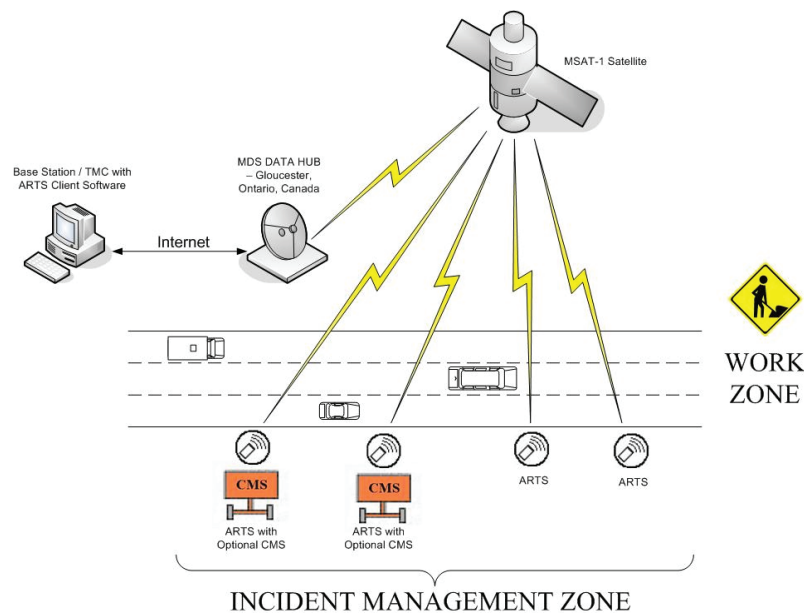 MSAT-1 Satellite
Base Station / TMC with
ARTS Client Software
MDS DATA HUB
– Gloucester,
Ontario, Canada
Internet
WORK
ZONE
CMS
ARTS with
Optional CMS
CMS
ARTS with
Optional CMS
ARTS
ARTS
INCIDENT MANAGEMENT ZONE